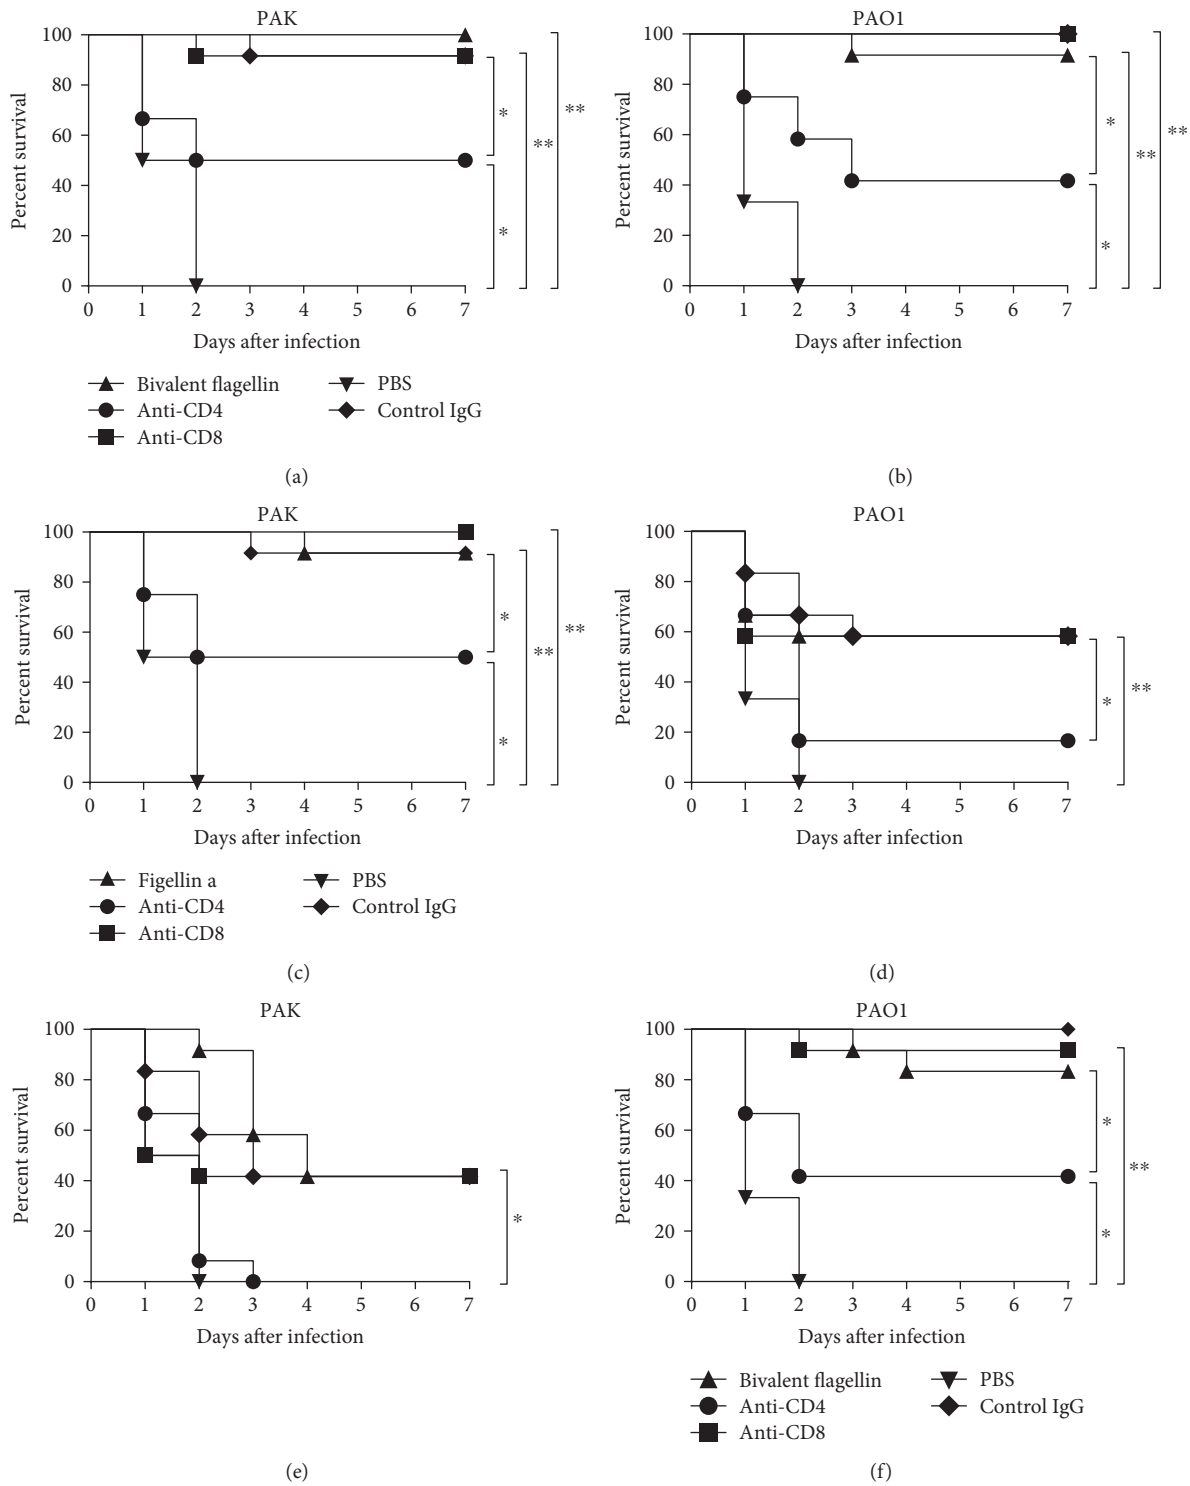 PAK
100
80
60
40
20
0
Percent survival
0 1 2 3 4 5 6 7
Days after infection
*
*
**
**
Bivalent flagellin
Anti-CD4
Anti-CD8
PBS
Control IgG
(a)
PAO1
100
80
60
40
20
0
Percent survival
0 1 2 3 4 5 6 7
Days after infection
*
*
**
**
(b)
PAK
100
80
60
40
20
0
Percent survival
0 1 2 3 4 5 6 7
Days after infection
*
*
**
**
Figellin a
Anti-CD4
Anti-CD8
PBS
Control IgG
(c)
PAO1
100
80
60
40
20
0
Percent survival
0 1 2 3 4 5 6 7
Days after infection
*
**
(d)
PAK
100
80
60
40
20
0
Percent survival
0 1 2 3 4 5 6 7
Days after infection
*
(e)
PAO1
100
80
60
40
20
0
Percent survival
0 1 2 3 4 5 6 7
Days after infection
*
*
**
Bivalent flagellin
Anti-CD4
Anti-CD8
PBS
Control IgG
(f)